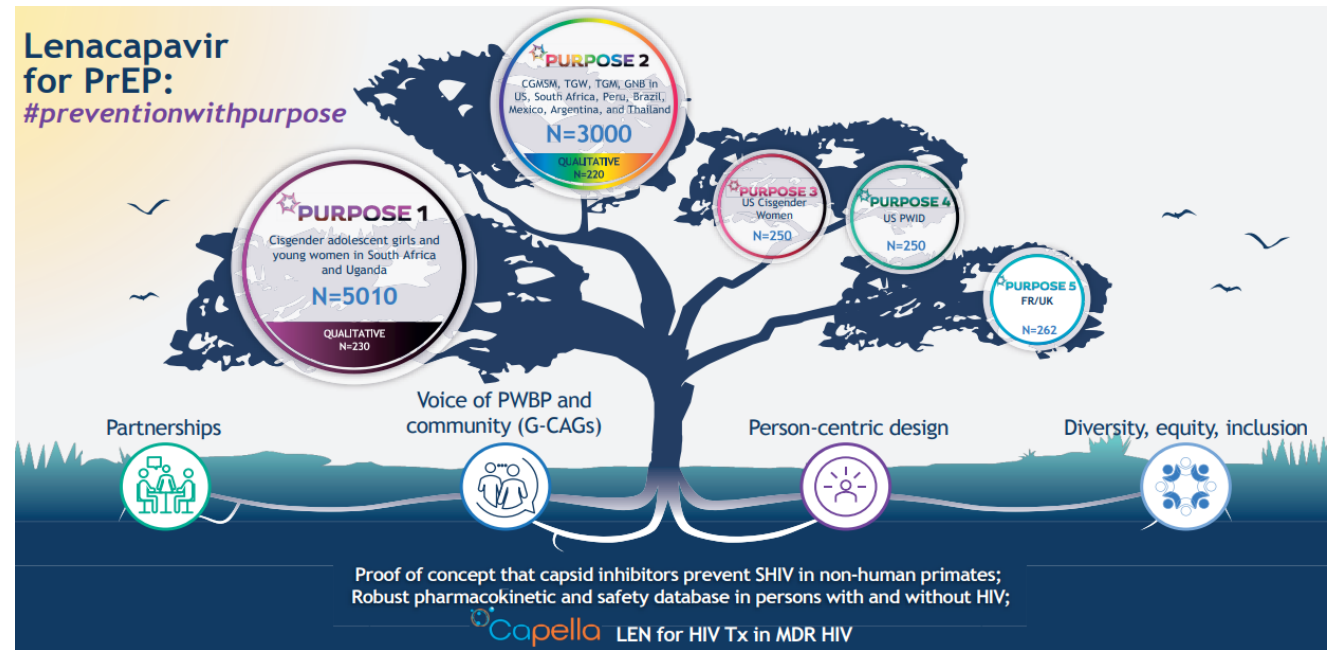 Lenacapavir
for PrEP:
#preventionwithpurpose
PURPOSE 1
Cisgender adolescent girls and
young women in South Africa
and Uganda
N=5010
QUALITATIVE
N=230
PURPOSE 2
CGMSM, TGW, TGM, GNB in
US, South Africa, Peru, Brazil,
Mexico, Argentina, and Thailand
N=3000
QUALITATIVE
N=220
PURPOSE 3
US Cisgender
Women
N=250
PURPOSE 4
US PWID
N=250
PURPOSE 5
FR/UK
N=262
Partnerships
Voice of PWBP and
community (G-CAGs)
Person-centric design
Diversity, equity, inclusion
Proof of concept that capsid inhibitors prevent SHIV in non-human primates;
Robust pharmacokinetic and safety database in persons with and without HIV;
Capella LEN for HIV Tx in MDR HIV